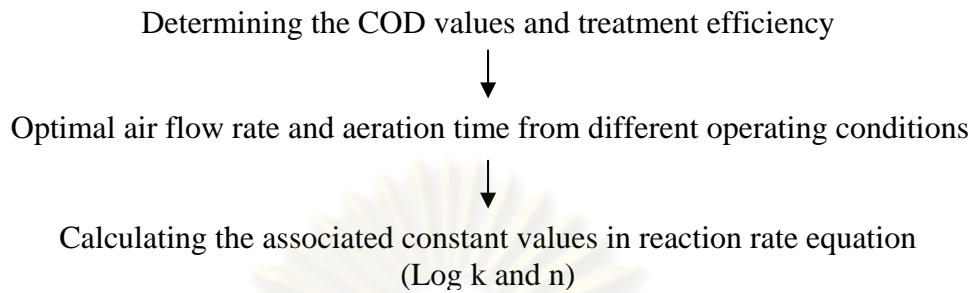 Determining the COD values and treatment efficiency
Optimal air flow rate and aeration time from different operating conditions
Calculating the associated constant values in reaction rate equation
(Log k and n)